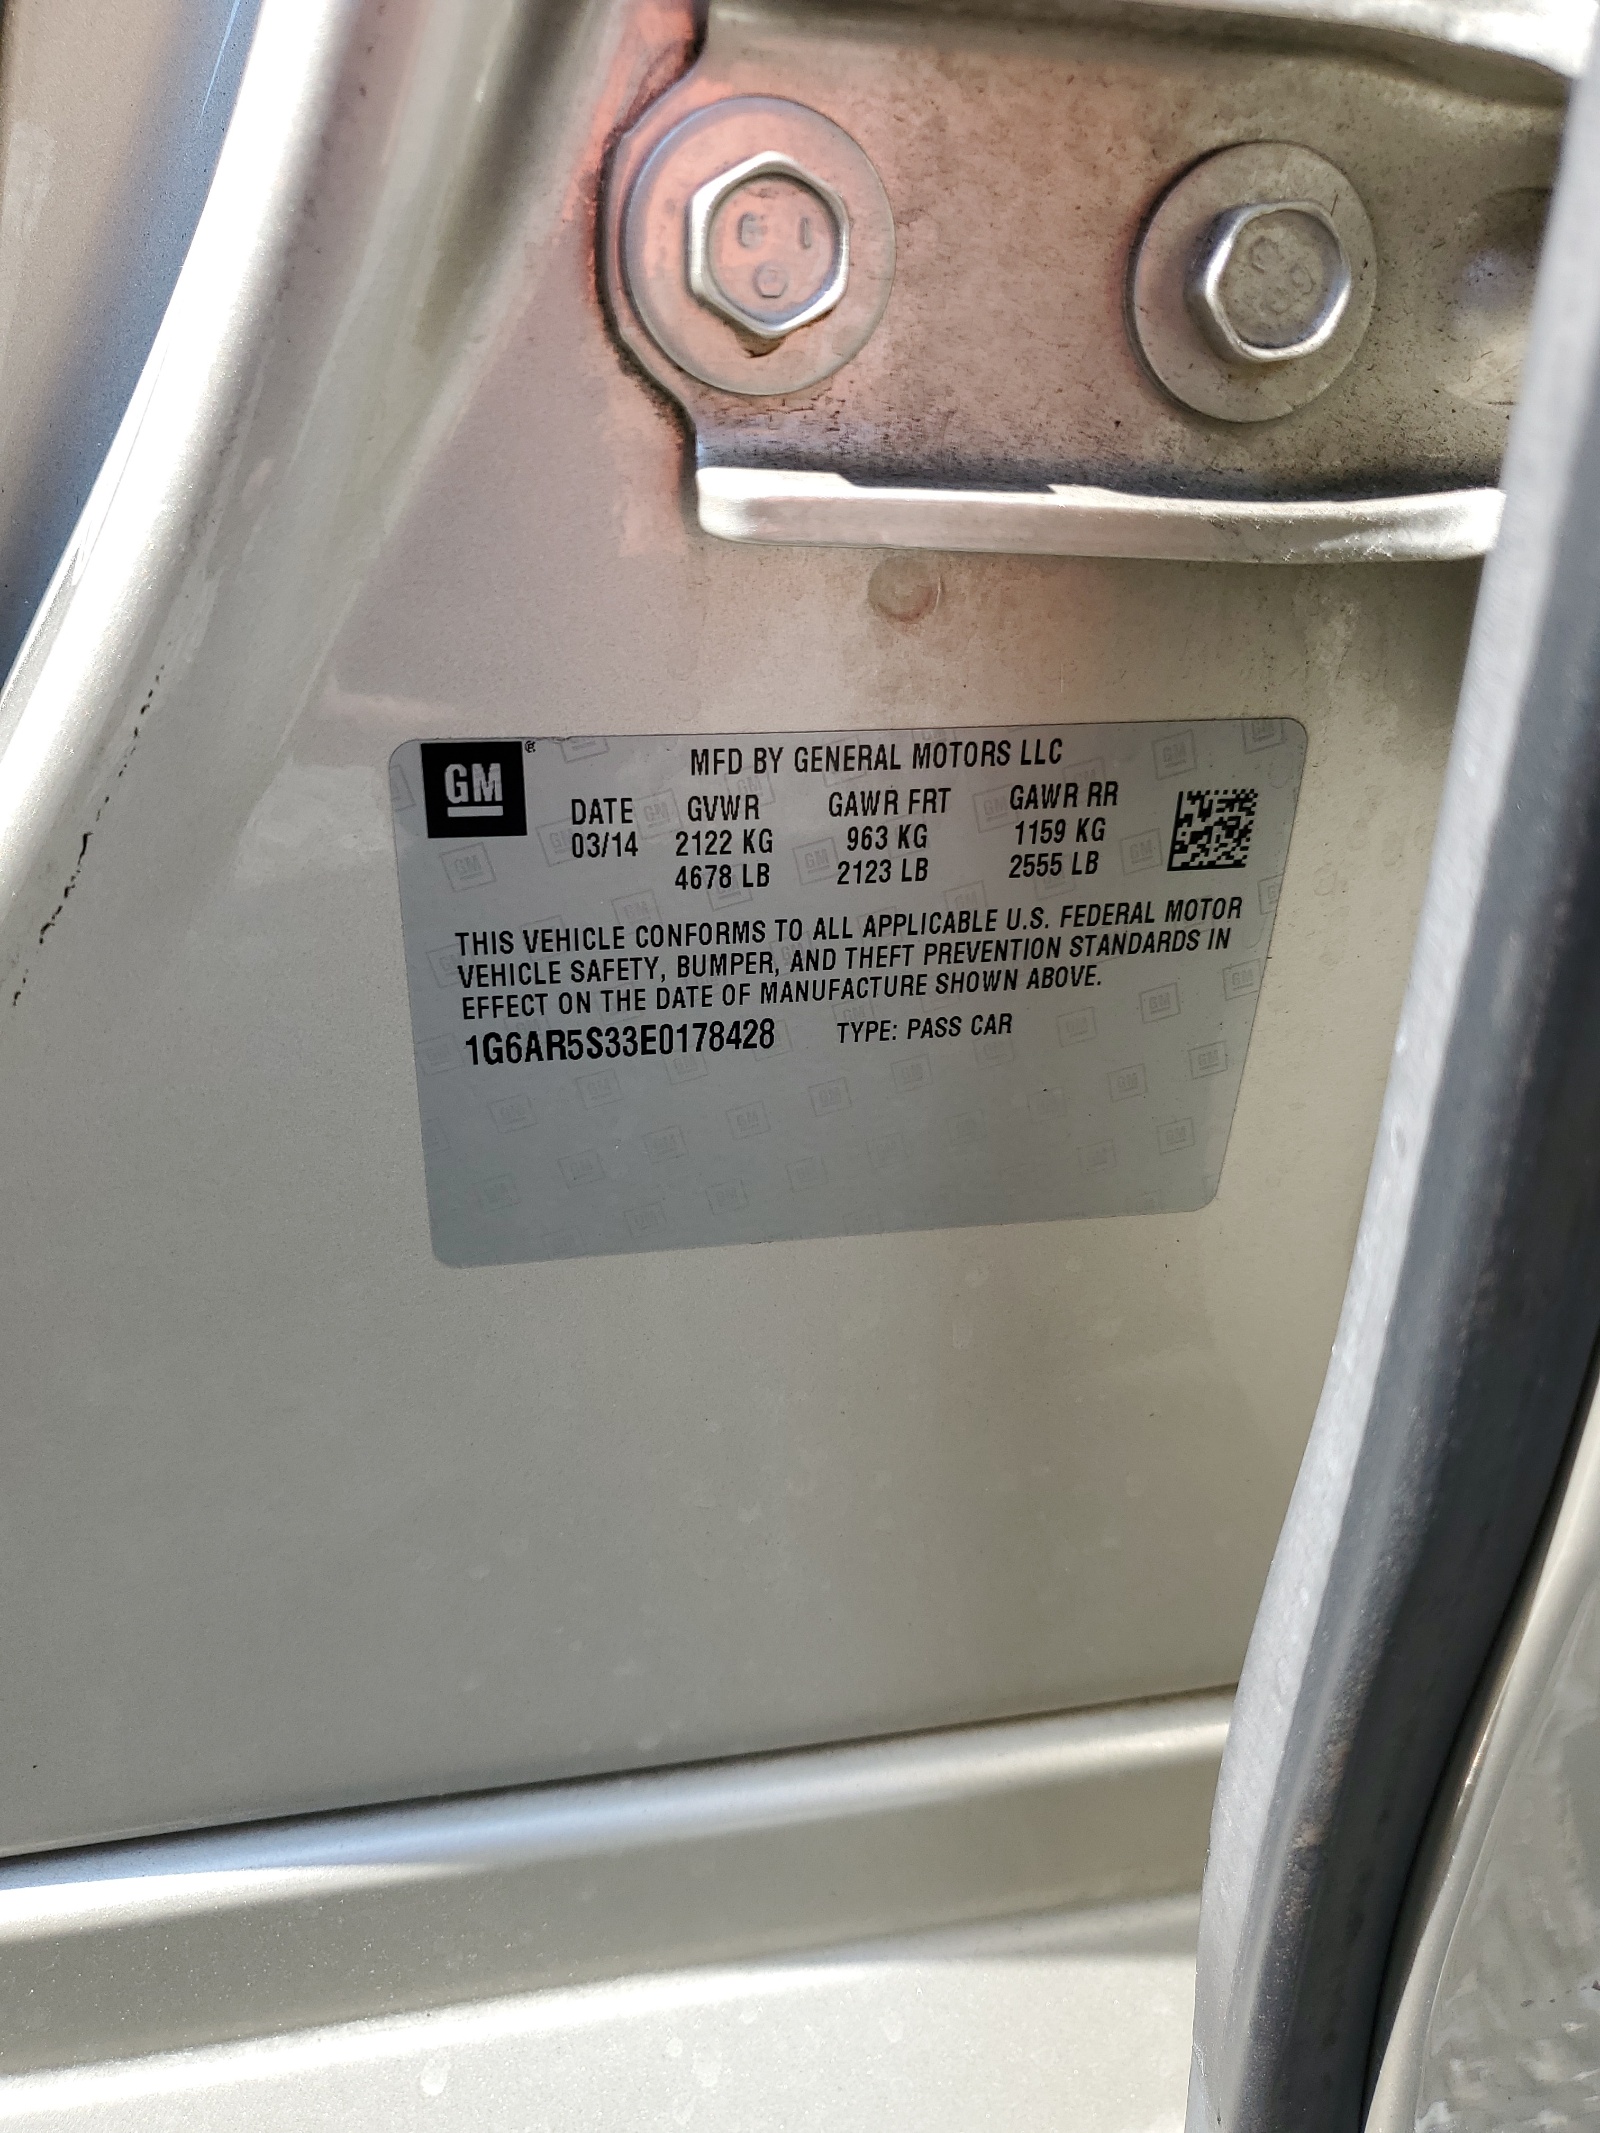 GM
®
MFD BY GENERAL MOTORS LLC
DATE GVWR GAWR FRT GAWR RR
03/14 2122 KG 963 KG 1159 KG
4678 LB 2123 LB 2555 LB
THIS VEHICLE CONFORMS TO ALL APPLICABLE U.S. FEDERAL MOTOR
VEHICLE SAFETY, BUMPER, AND THEFT PREVENTION STANDARDS IN
EFFECT ON THE DATE OF MANUFACTURE SHOWN ABOVE.
1G6AR5S33E0178428 TYPE: PASS CAR